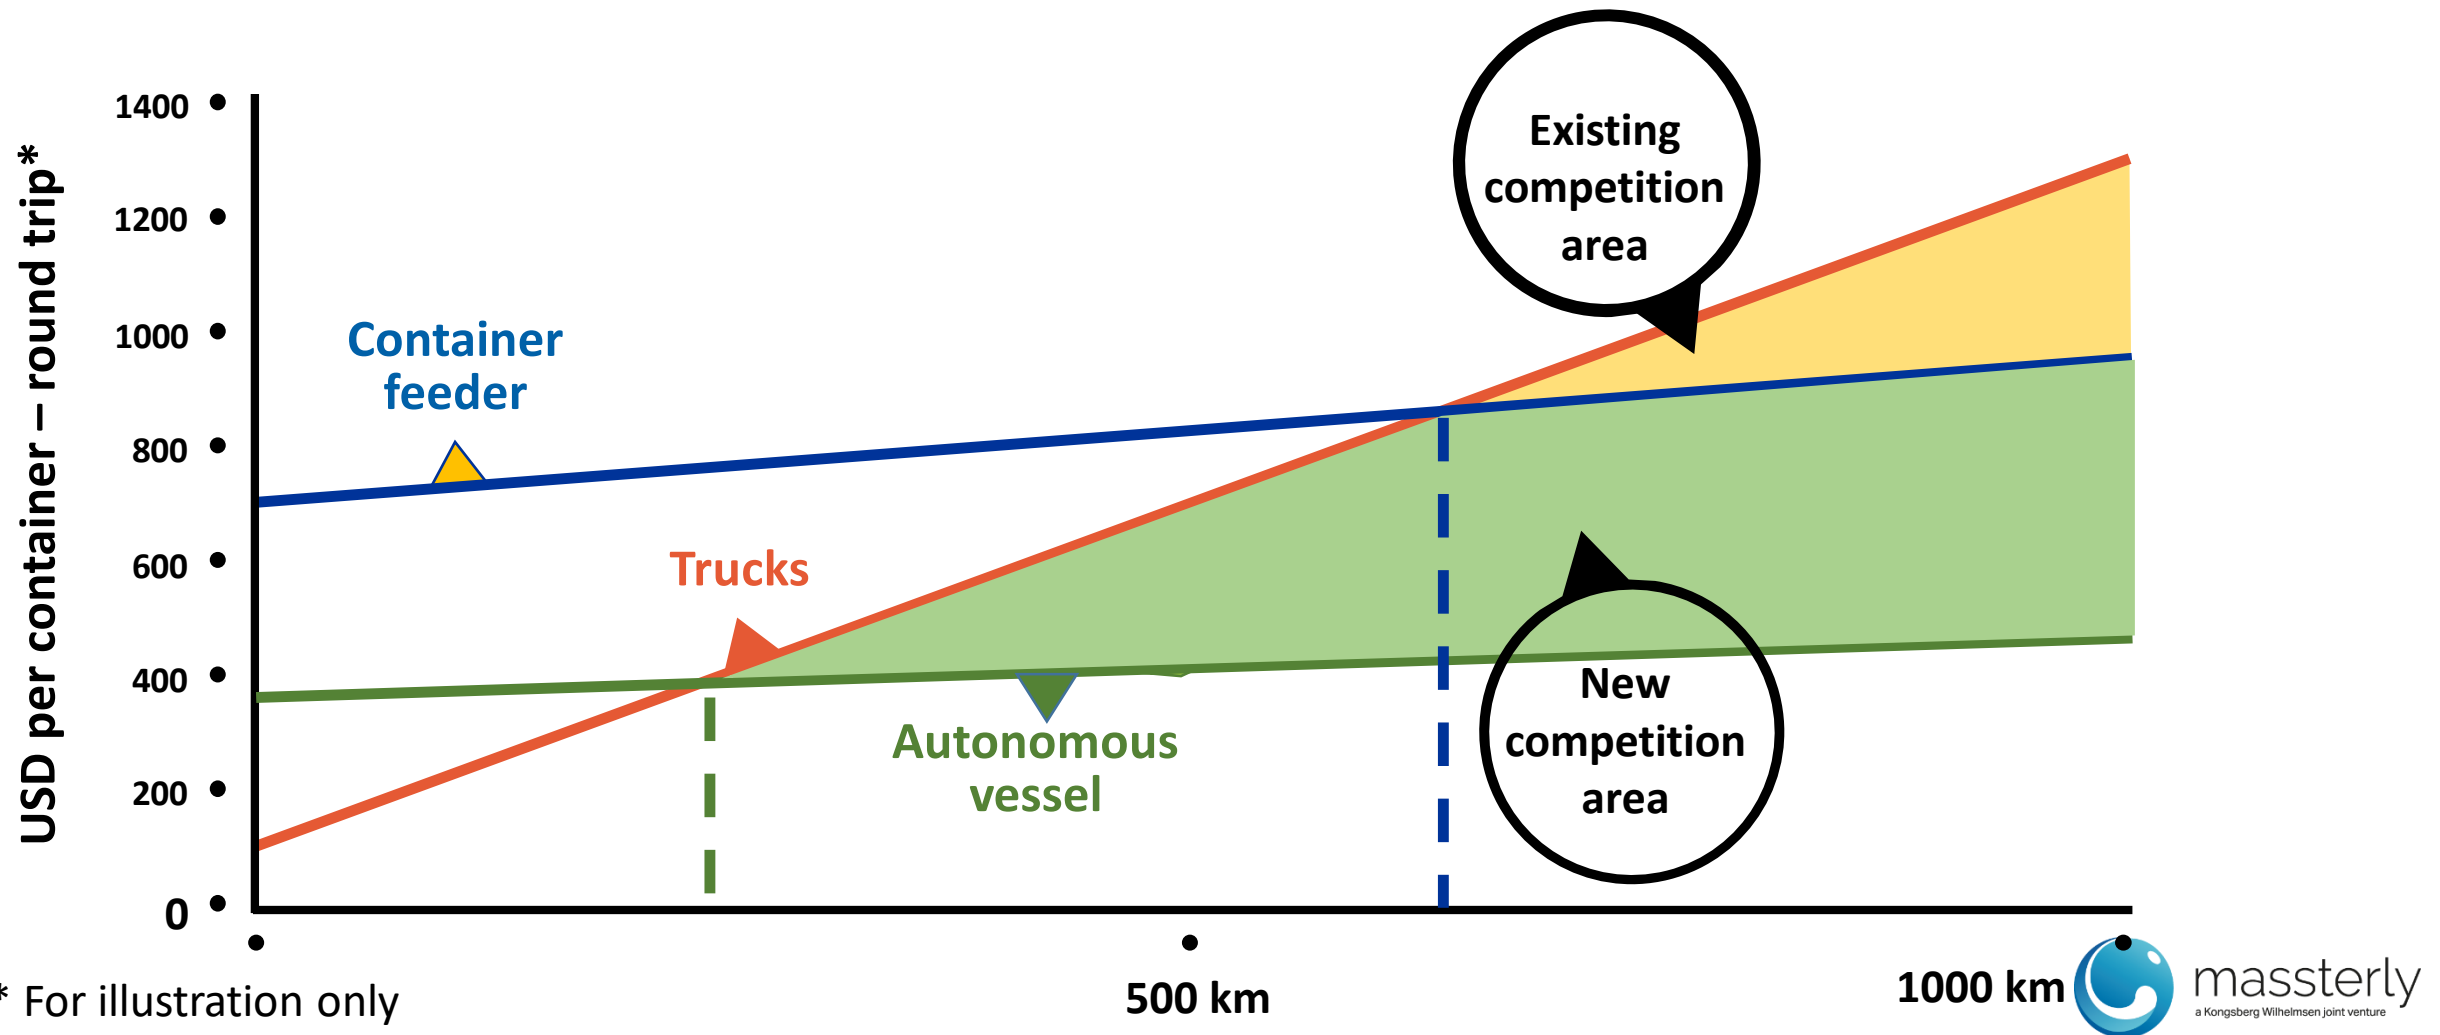 USD per container – round trip*
1400
1200
1000
800
600
400
200
0
Container
feeder
Trucks
Autonomous
vessel
Existing
competition
area
New
competition
area
500 km
1000 km
* For illustration only
massterly
a Kongsberg Wilhelmsen joint venture